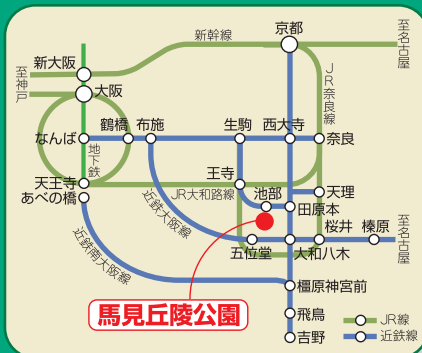 京都
至名古屋
新幹線
新大阪
至神戸
大阪
JR奈良線
なんば
鶴橋
布施
生駒
西大寺
奈良
地下鉄
天王寺
あべの橋
JR大和路線
王寺
池部
天理
田原本
近鉄大阪線
近鉄南大阪線
桜井
榛原
至名古屋
五位堂
大和八木
馬見丘陵公園
橿原神宮前
飛鳥
吉野
JR線
近鉄線